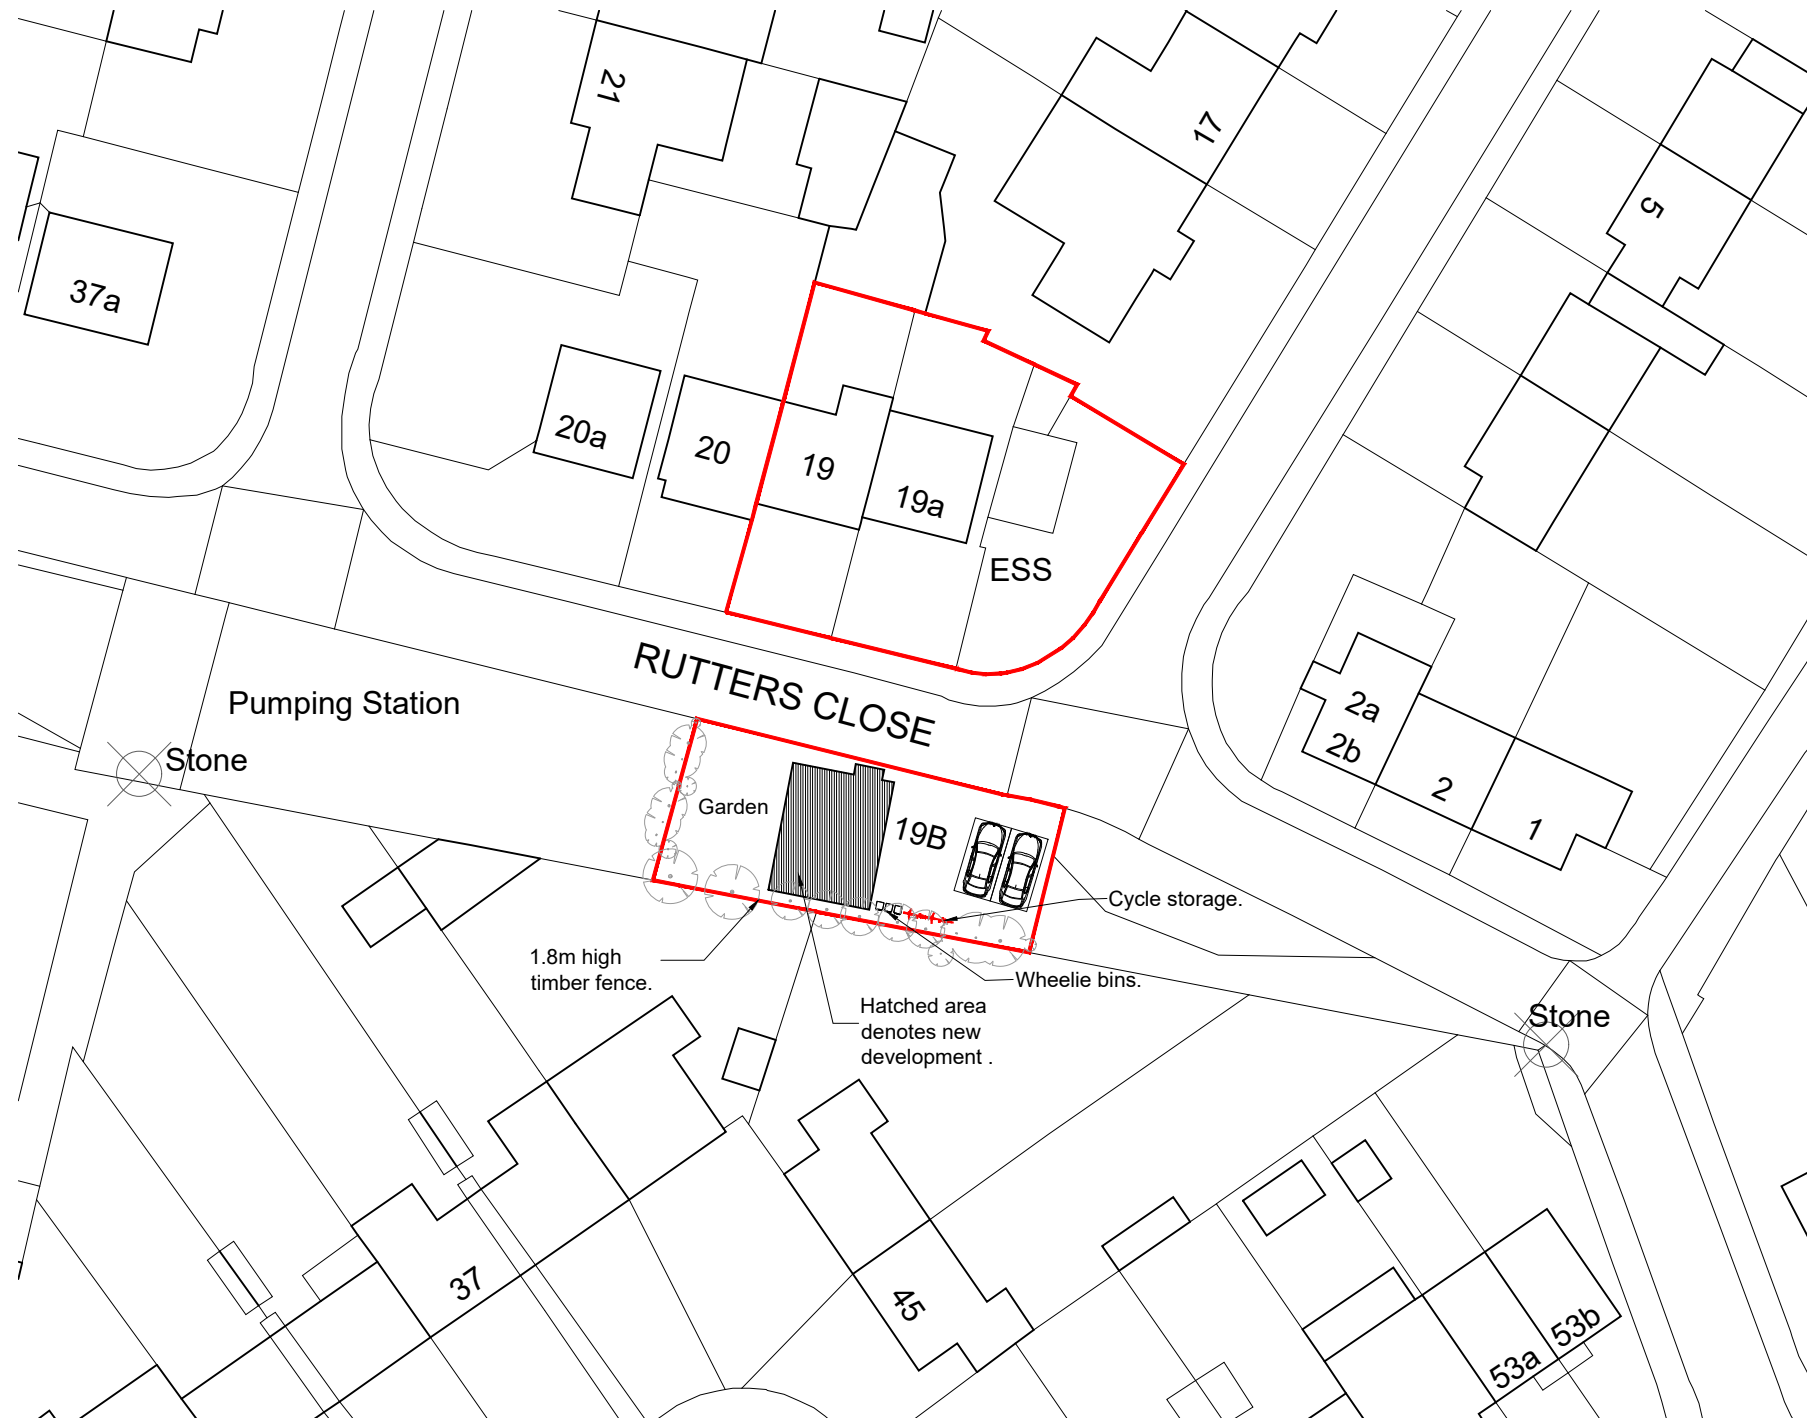 21
17
5
37a
20a
20
19
19a
ESS
RUTTERS CLOSE
Pumping Station
Stone
2a
2b
2
1
Garden
19B
Cycle storage.
1.8m high
timber fence.
Wheelie bins.
Hatched area
denotes new
development .
Stone
37
45
53a
53b